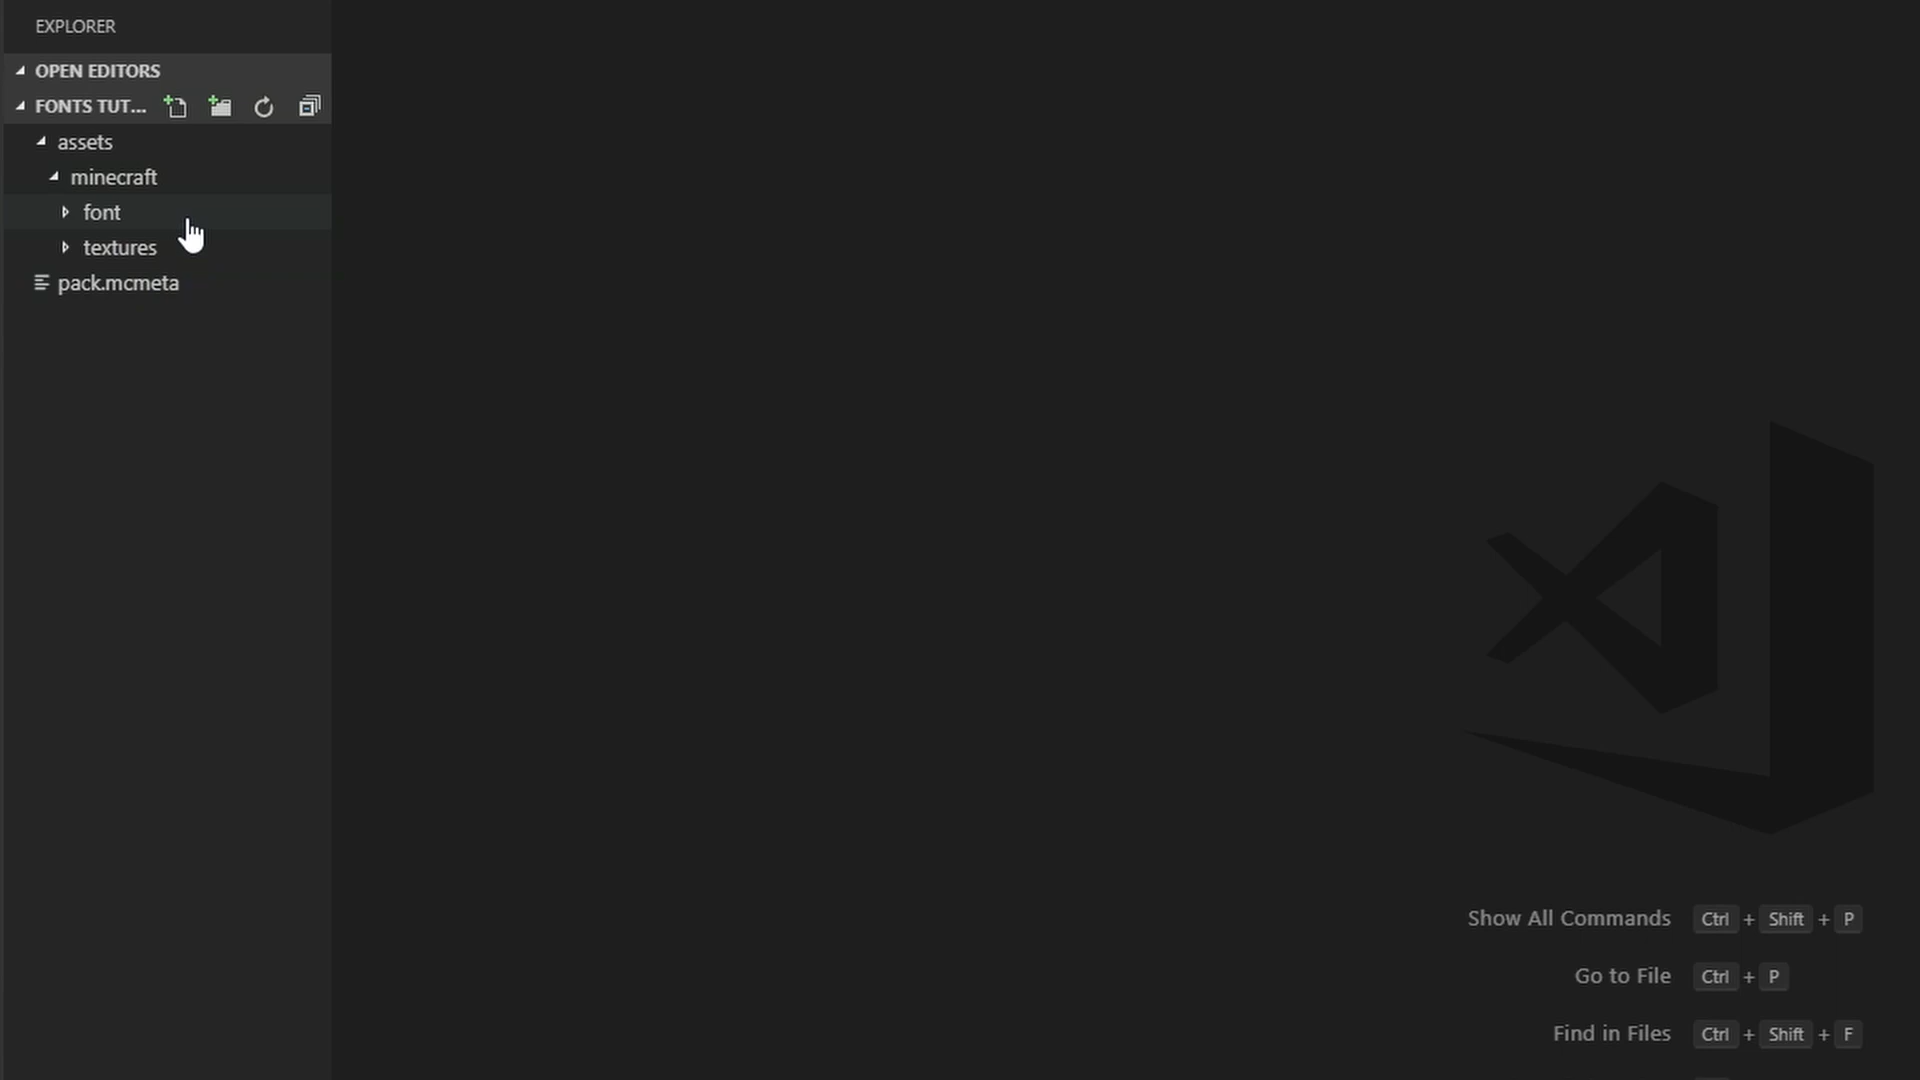 EXPLORER
OPEN EDITORS
FONTS TUT...
assets
minecraft
font
textures
pack.mcmeta
Show All Commands Ctrl + Shift + P
Go to File Ctrl + P
Find in Files Ctrl + Shift + F